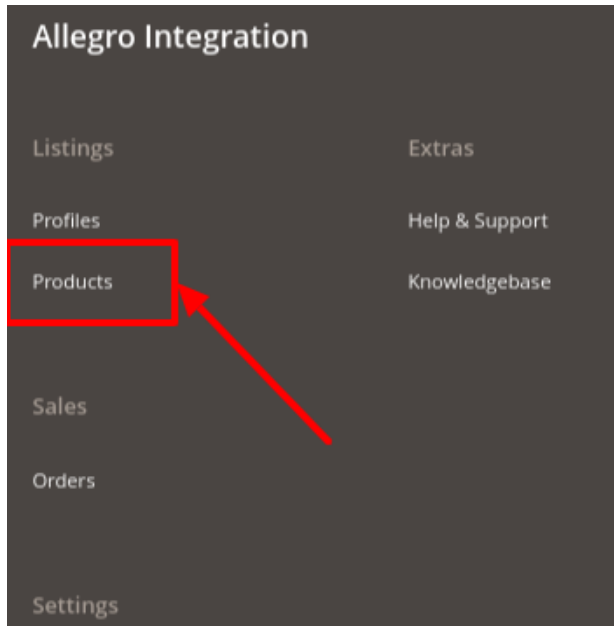 Allegro Integration
Listings
Profiles
Products
Sales
Orders
Settings
Extras
Help & Support
Knowledgebase